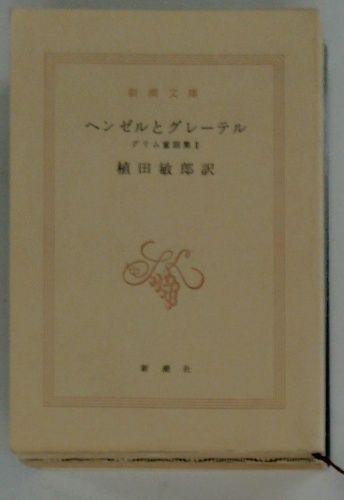 新潮文庫
ヘンゼルとグレーテル
グリム童話集Ⅱ
植田敏郎訳
新潮社